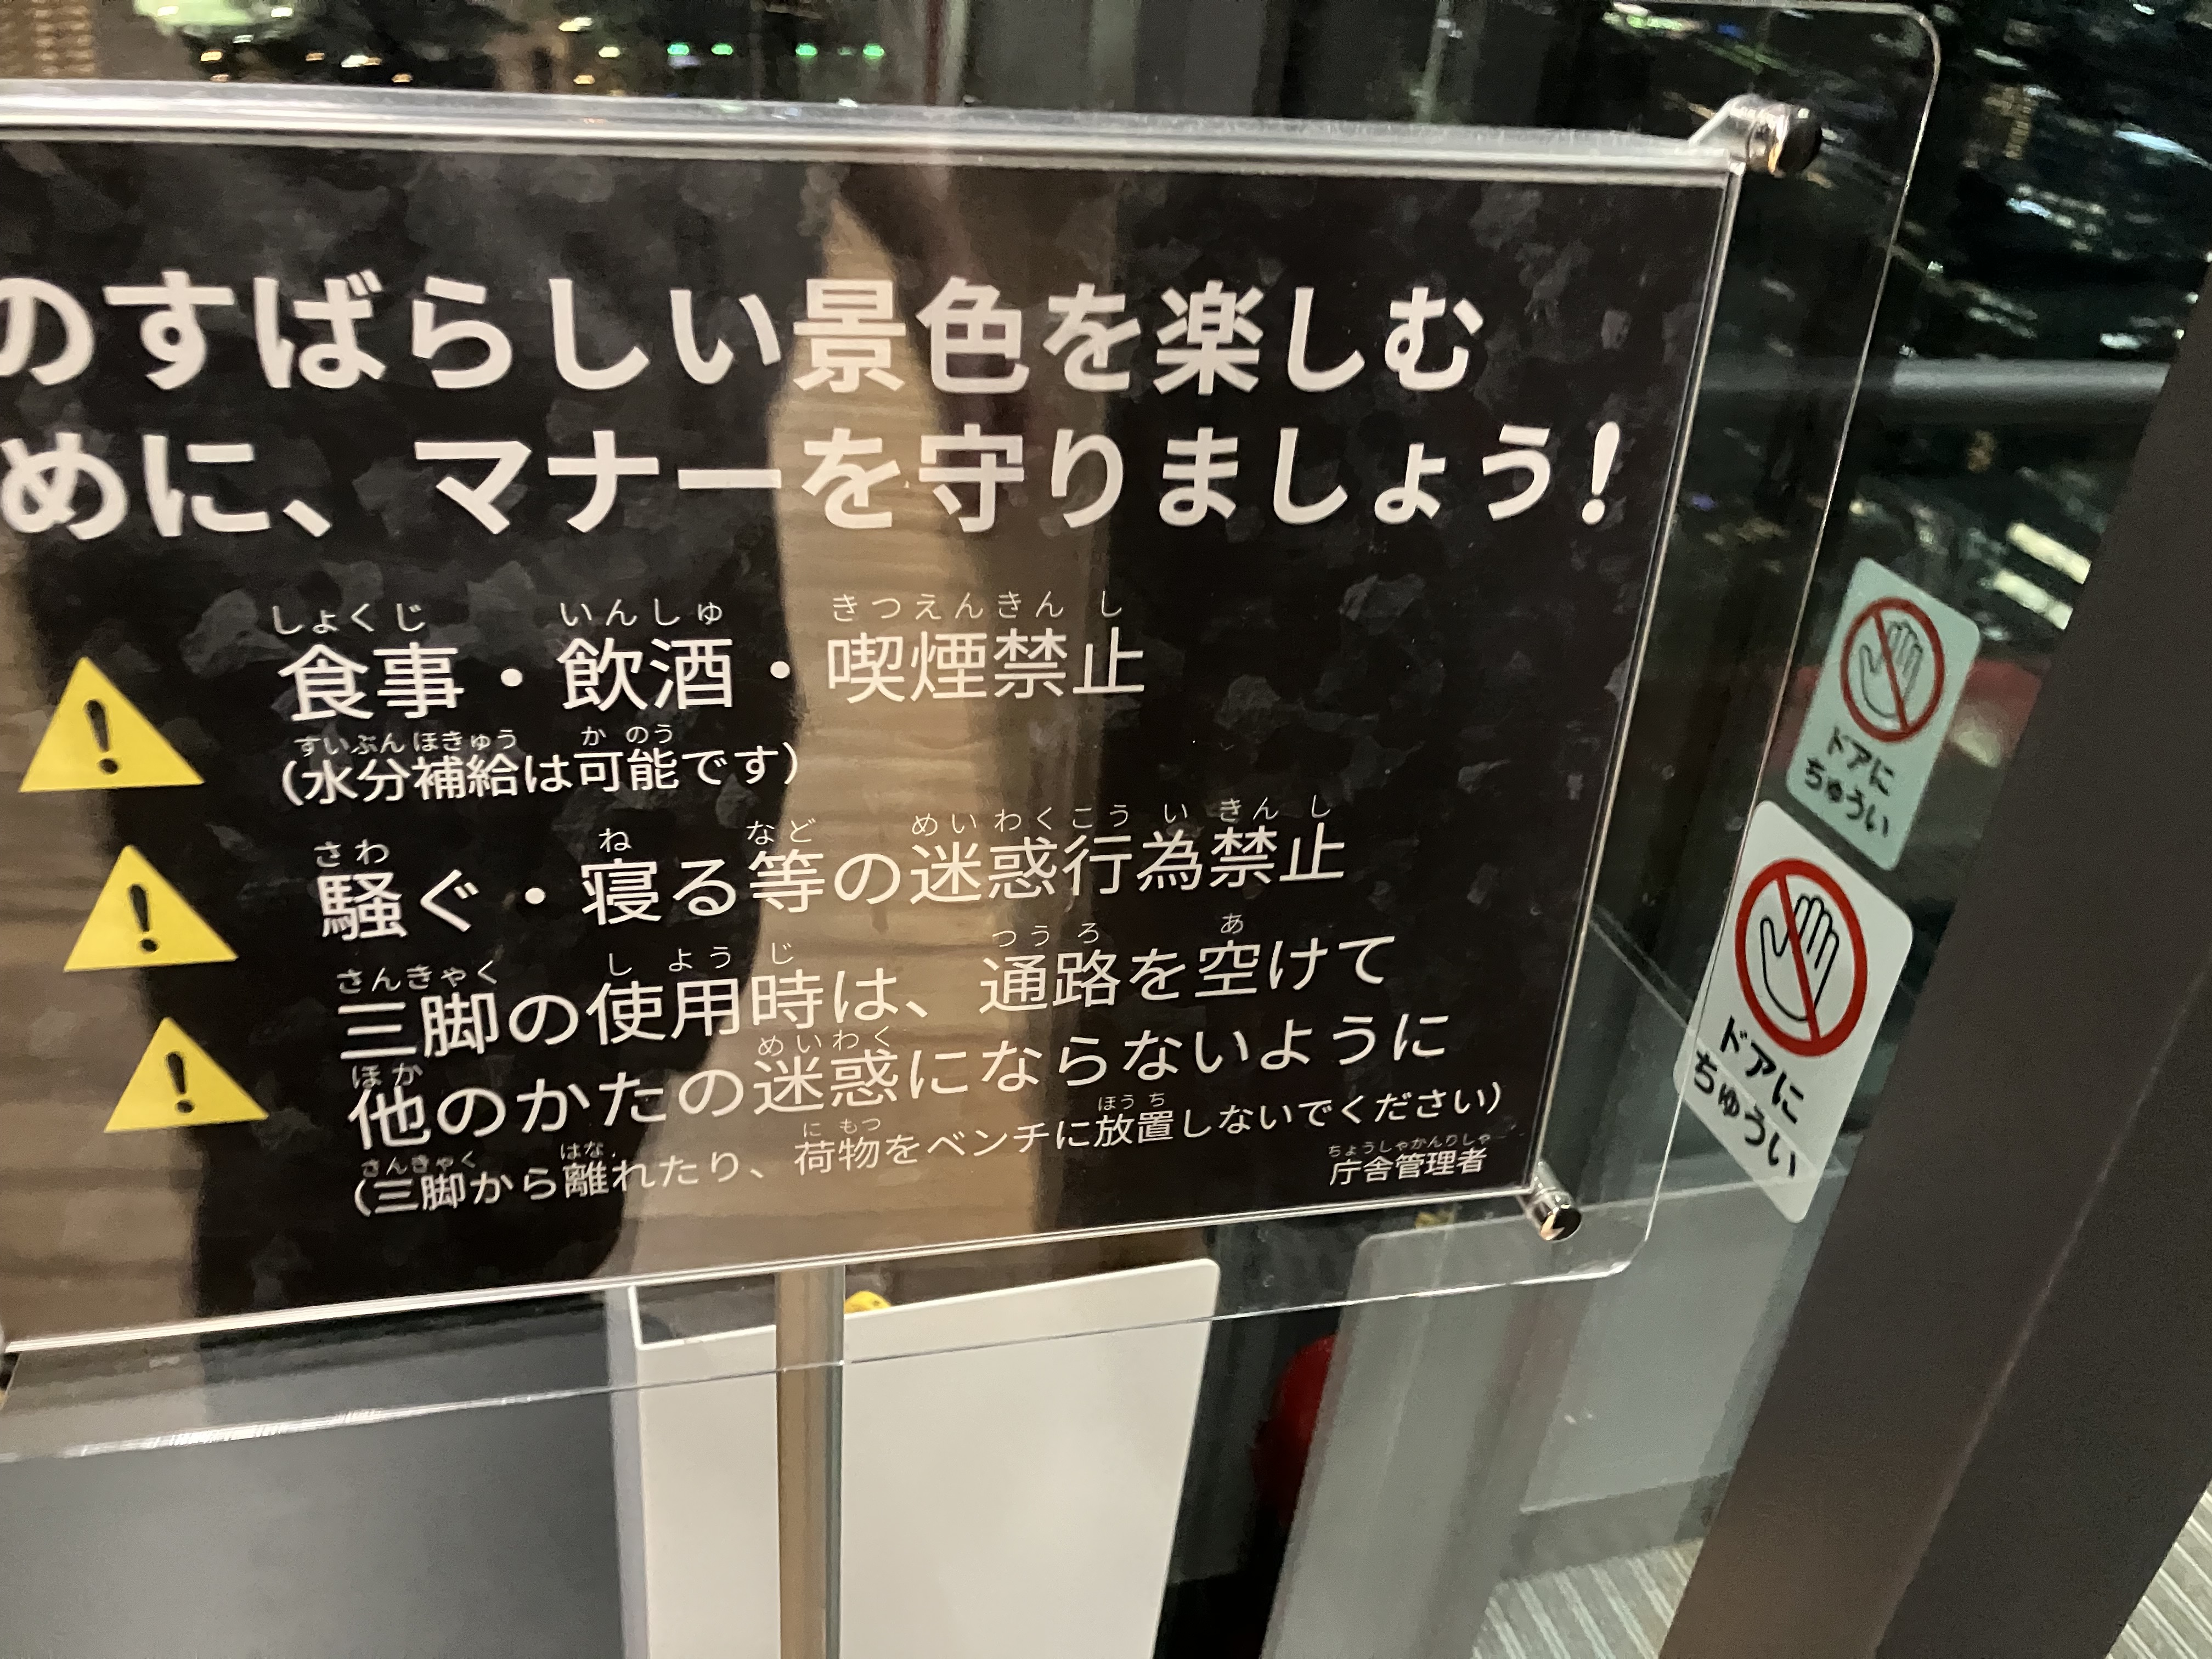 のすばらしい景色を楽しむ
めに、マナーを守りましょう!
しょくじ いんしゅ きつえんきんし
食事・飲酒・喫煙禁止
すいぶんほきゅう かのう
(水分補給は可能です)
さわ ね など めいわくこういきんし
騒ぐ・寝る等の迷惑行為禁止
さんきゃく しようじ つうろ あ
三脚の使用時は、通路を空けて
ほか めいわく
他のかたの迷惑にならないように
さんきゃく はな にもつ ほうち
(三脚から離れたり、荷物をベンチに放置しないでください)
ちょうしゃかんりしゃ
庁舎管理者
ドアに
ちゅうい
ドアに
ちゅうい